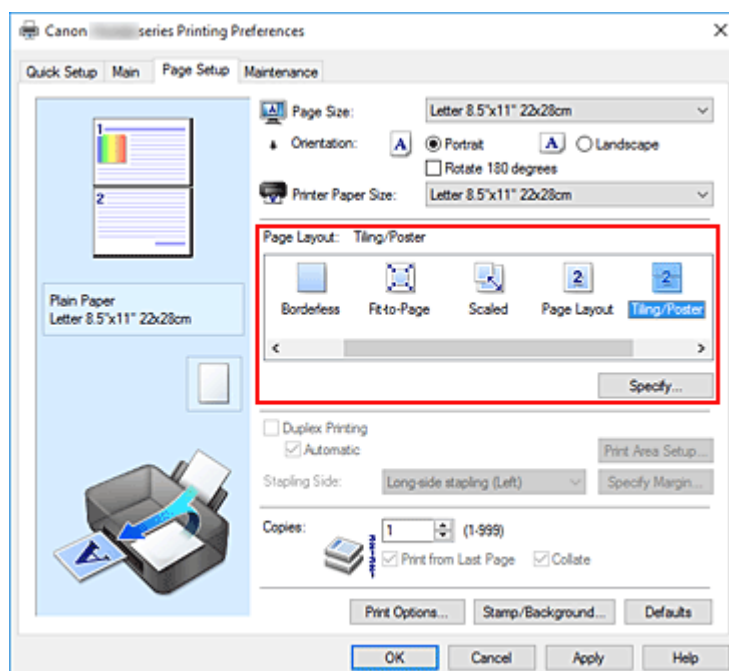 Canon series Printing Preferences
Quick Setup Main Page Setup Maintenance
1
2
Plain Paper
Letter 8.5"x11" 22x28cm
A
Page Size: Letter 8.5"x11" 22x28cm
Orientation: A Portrait A Landscape
Rotate 180 degrees
Printer Paper Size: Letter 8.5"x11" 22x28cm
Page Layout: Tiling/Poster
2 2
Borderless Fit-to-Page Scaled Page Layout Tiling/Poster
Specify...
Duplex Printing
Automatic Print Area Setup...
Stapling Side: Long-side stapling (Left) Specify Margin...
Copies: 1 (1-999)
Print from Last Page Collate
Print Options... Stamp/Background... Defaults
OK Cancel Apply Help